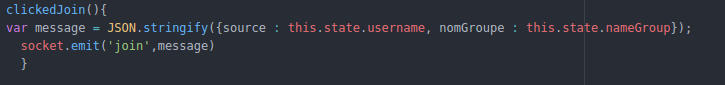 clickedJoin(){
var message = JSON.stringify({source : this.state.username, nomGroupe : this.state.nameGroup});
socket.emit('join',message)
}